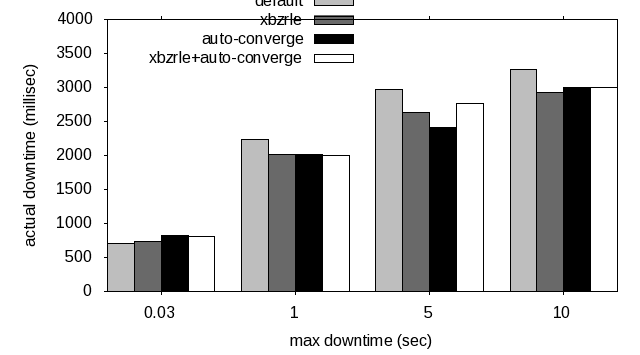 default
xbzrle
auto-converge
xbzrle+auto-converge
4000
3500
3000
2500
2000
1500
1000
500
0
actual downtime (millisec)
0.03 1 5 10
max downtime (sec)